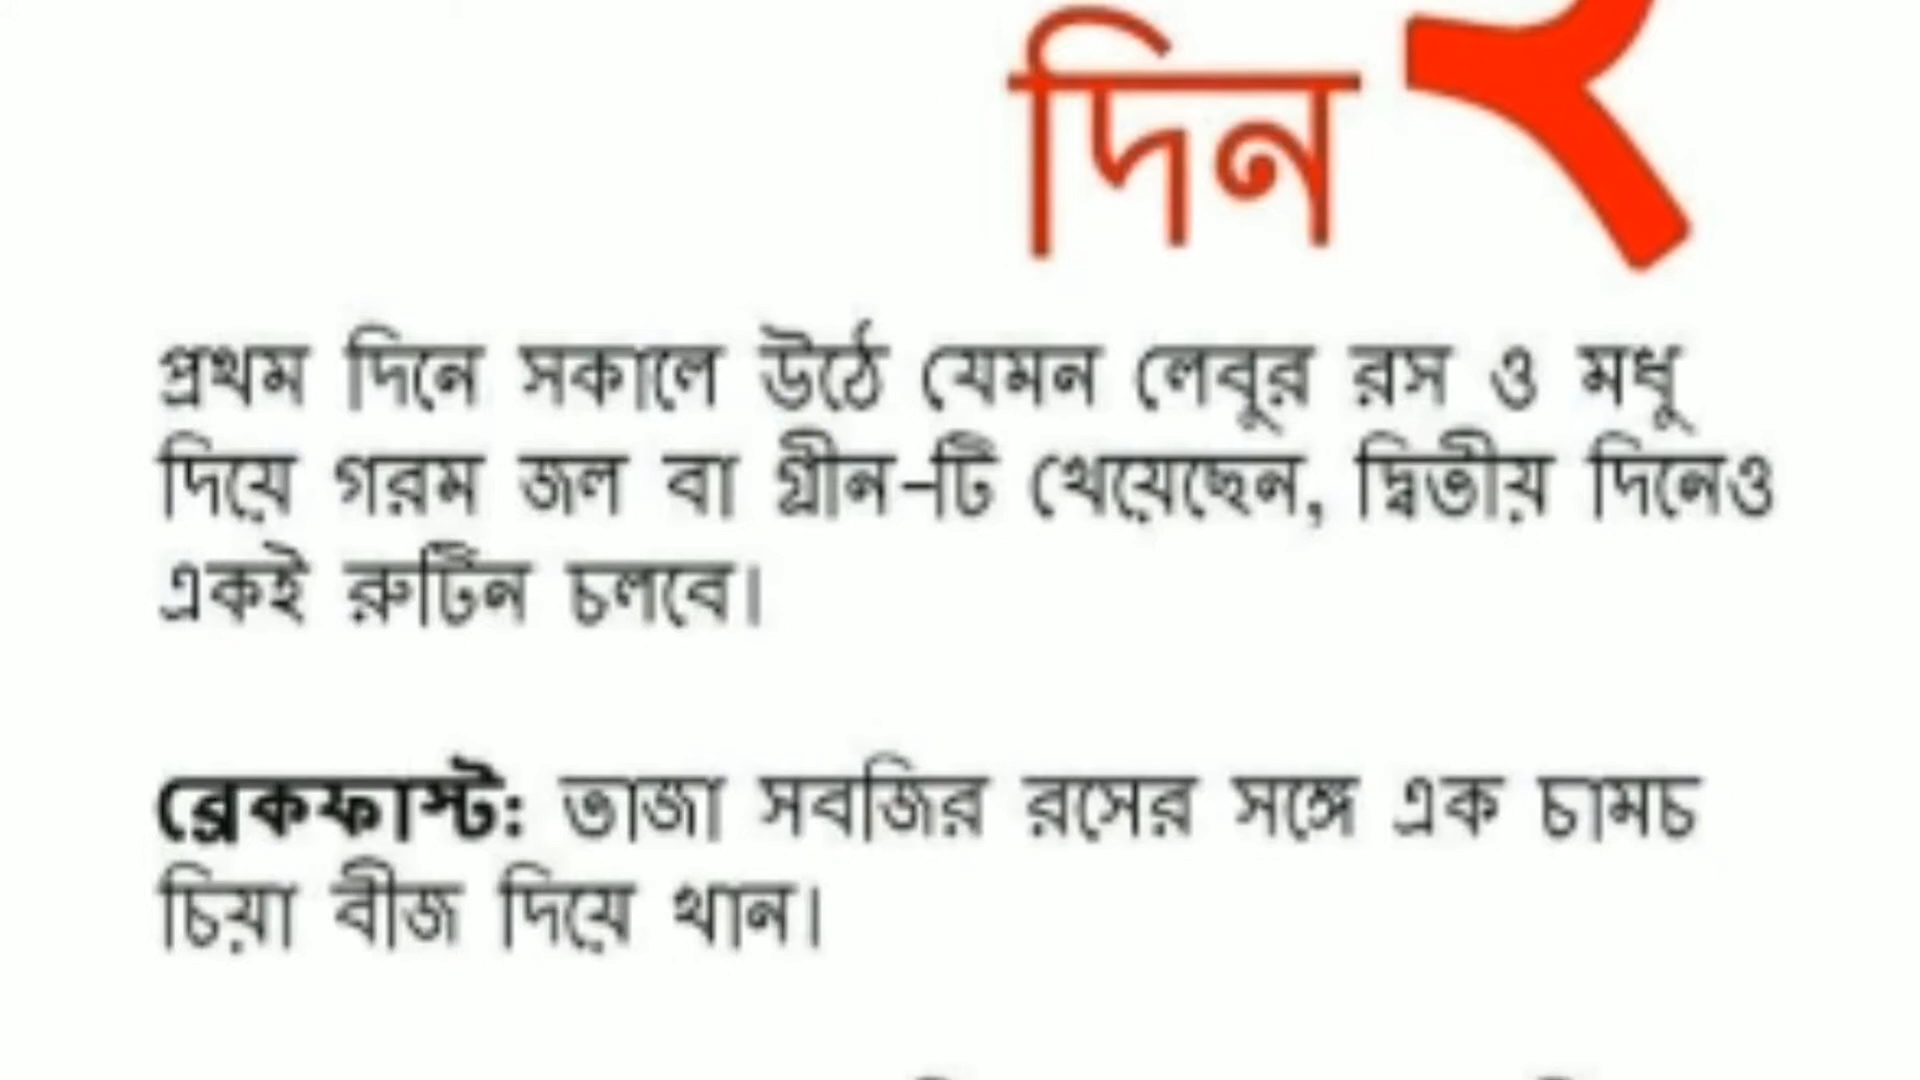 দিন ২
প্রথম দিনে সকালে উঠে যেমন লেবুর রস ও মধু
দিয়ে গরম জল বা গ্রীন-টি খেয়েছেন, দ্বিতীয় দিনেও
একই রুটিন চলবে।
ব্রেকফাস্ট: ভাজা সবজির রসের সঙ্গে এক চামচ
চিয়া বীজ দিয়ে খান।